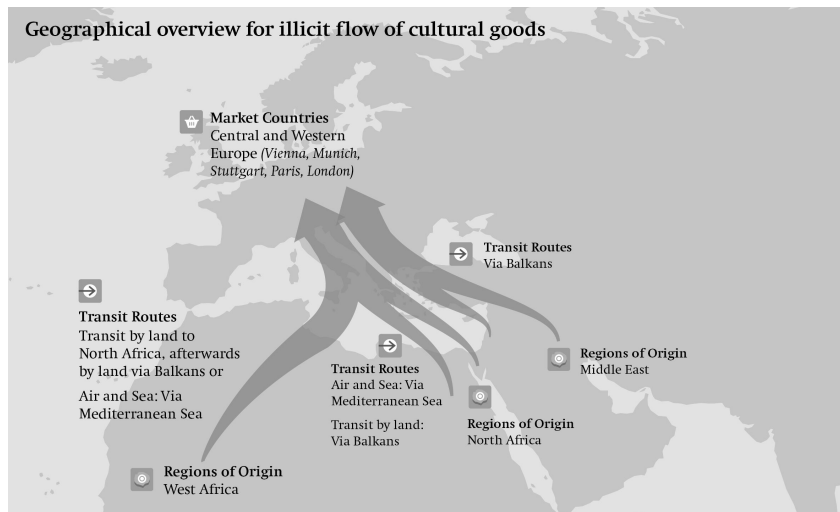 Geographical overview for illicit flow of cultural goods
Market Countries
Central and Western
Europe (Vienna, Munich,
Stuttgart, Paris, London)
Transit Routes
Via Balkans
Transit Routes
Transit by land to
North Africa, afterwards
by land via Balkans or
Air and Sea: Via
Mediterranean Sea
Transit Routes
Air and Sea: Via
Mediterranean Sea
Transit by land:
Via Balkans
Regions of Origin
Middle East
Regions of Origin
North Africa
Regions of Origin
West Africa